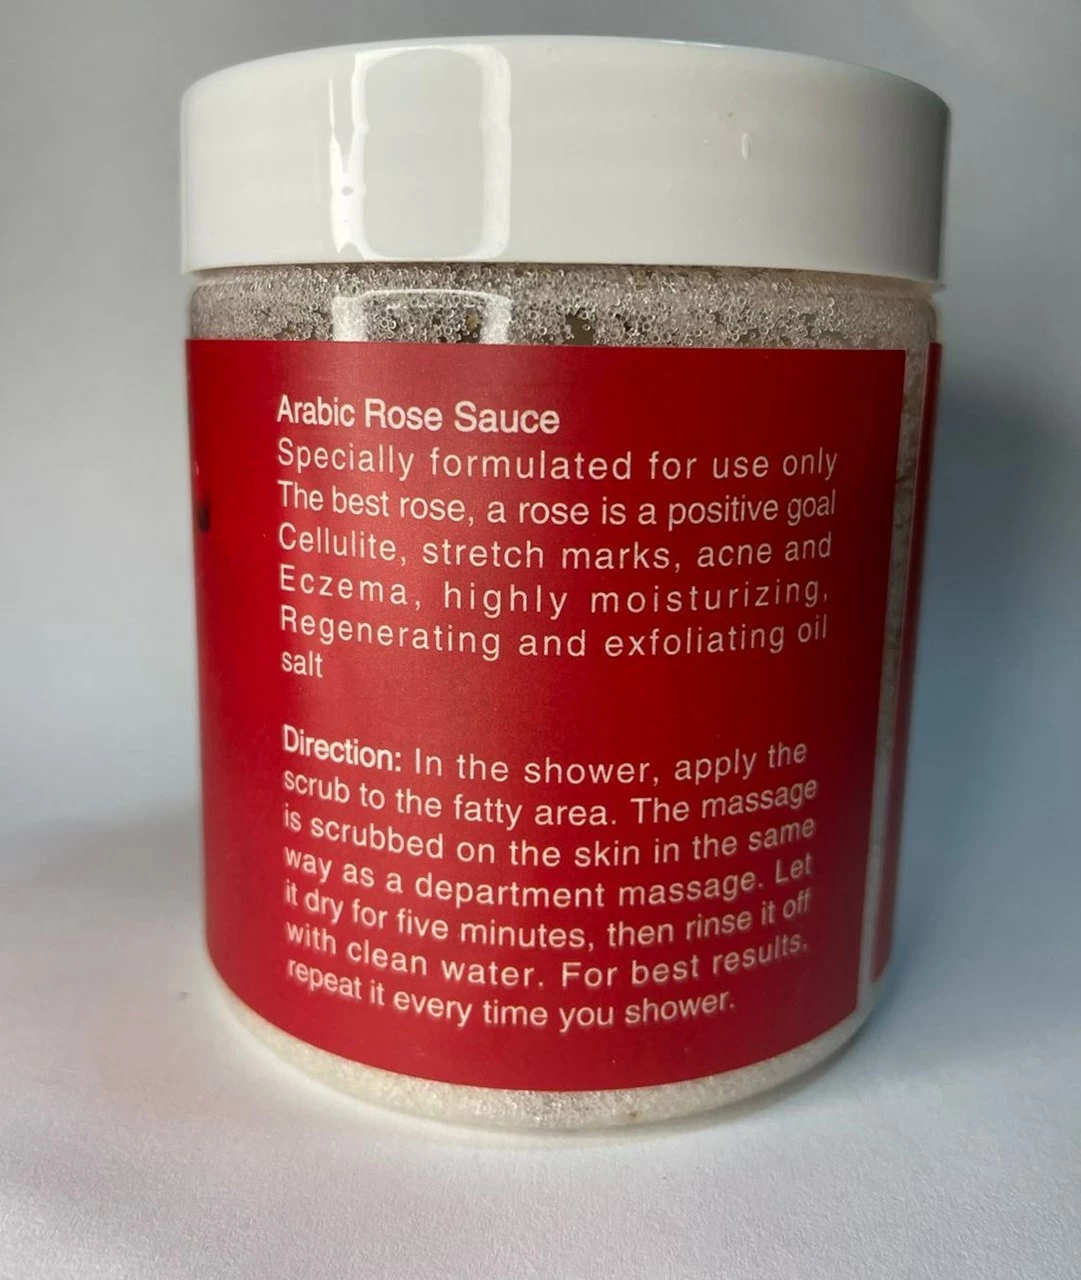 Arabic Rose Sauce
Specially formulated for use only
The best rose, a rose is a positive goal
Cellulite, stretch marks, acne and
Eczema, highly moisturizing,
Regenerating and exfoliating oil
salt
Direction: In the shower, apply the
scrub to the fatty area. The massage
is scrubbed on the skin in the same
way as a department massage. Let
it dry for five minutes, then rinse it off
with clean water. For best results,
repeat it every time you shower.